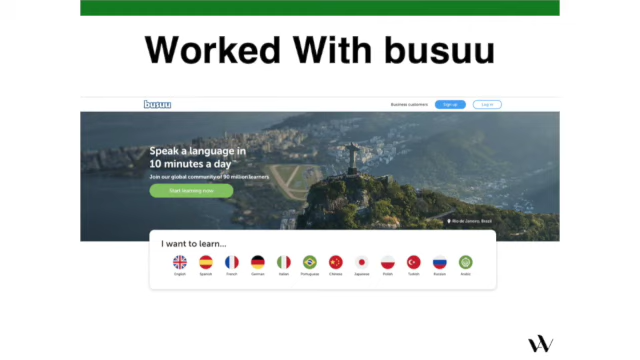 Worked With busuu
busuu
Business customers
Sign up
Log in
Speak a language in
10 minutes a day
Join our global community of 90 million learners
Start learning now
Rio de Janeiro, Brazil
I want to learn...
English Spanish French German Italian Portuguese Chinese Japanese Polish Turkish Russian Arabic